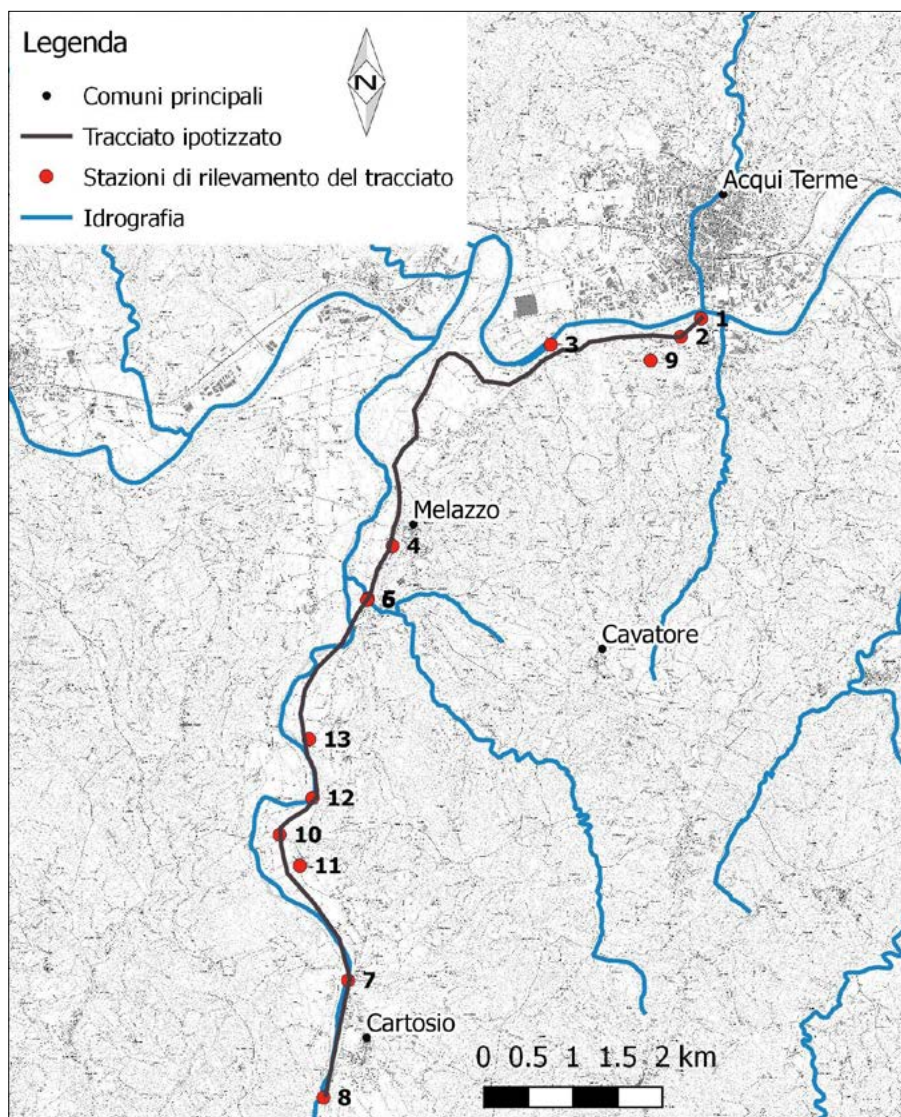 Legenda
N
Comuni principali
Tracciato ipotizzato
Stazioni di rilevamento del tracciato
Idrografia
Acqui Terme
1
2
3
9
Melazzo
4
5
Cavatore
13
12
10
11
7
Cartosio
0 0.5 1 1.5 2 km
8